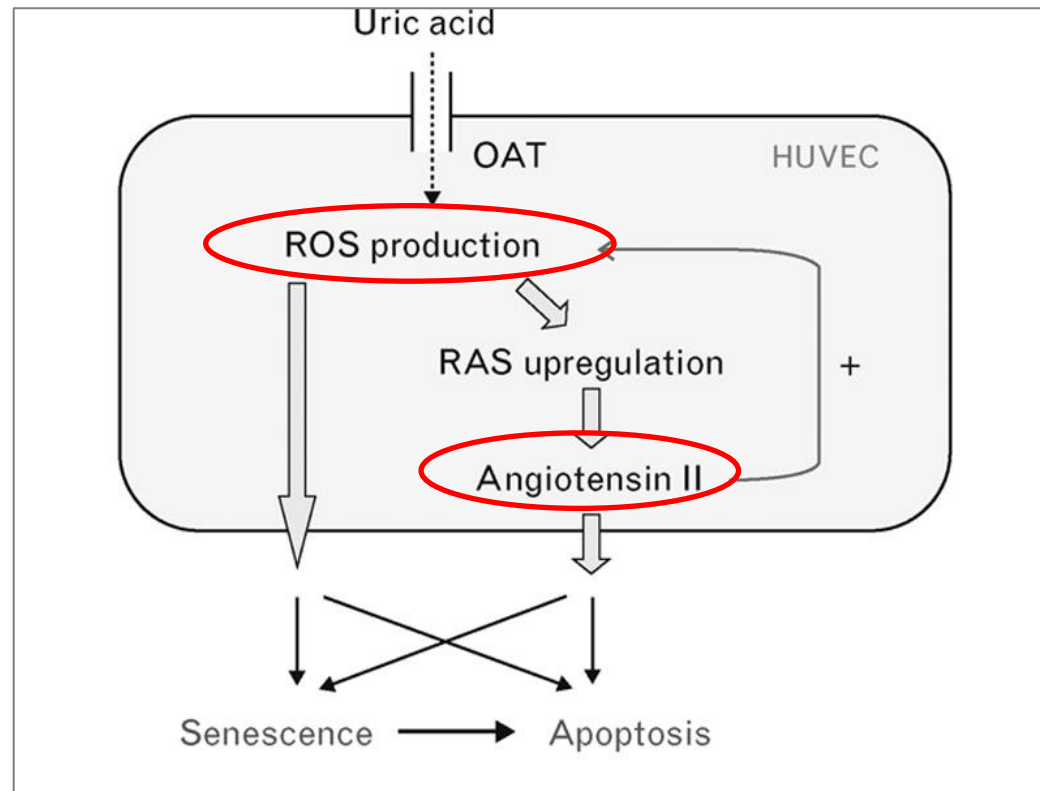 Uric acid
OAT
HUVEC
ROS production
RAS upregulation
+
Angiotensin II
Senescence
Apoptosis